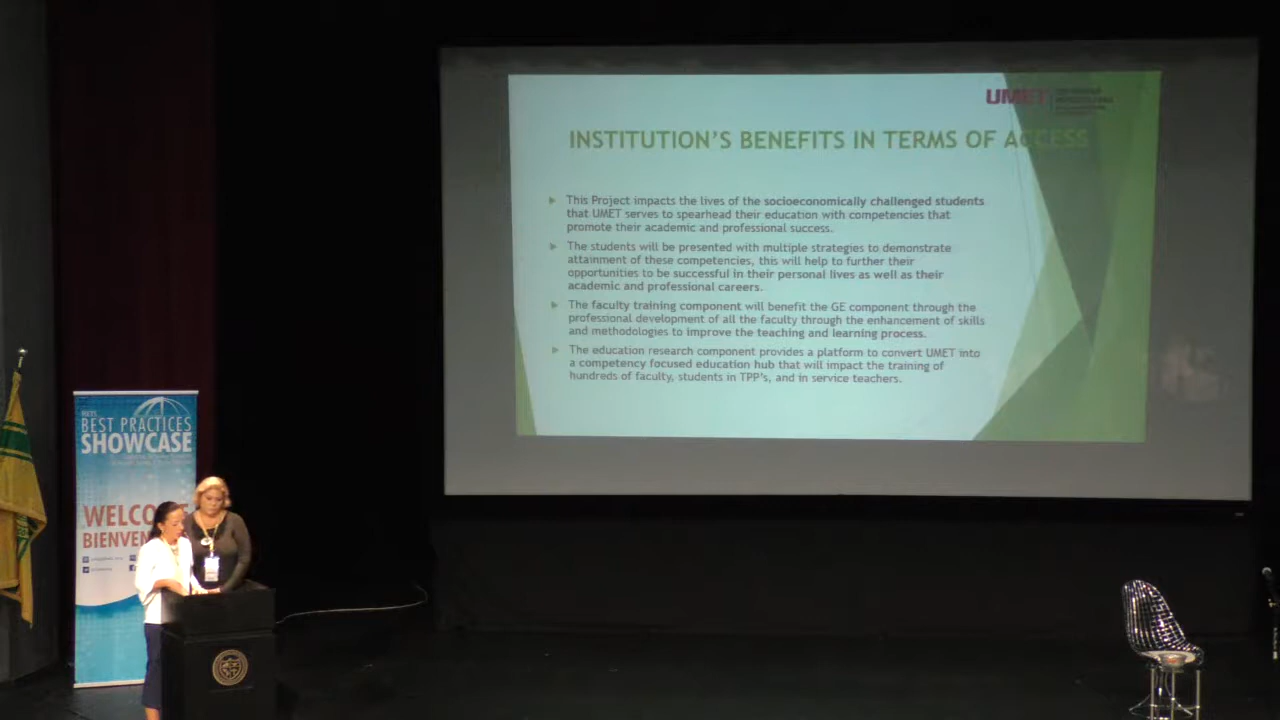 UMET
INSTITUTION'S BENEFITS IN TERMS OF ACCESS
This Project impacts the lives of the socioeconomically challenged students
that UMET serves to spearhead their education with competencies that
promote their academic and professional success.
The students will be presented with multiple strategies to demonstrate
attainment of these competencies, this will help to further their
opportunities to be successful in their personal lives as well as their
academic and professional careers.
The faculty training component will benefit the GE component through the
professional development of all the faculty through the enhancement of skills
and methodologies to improve the teaching and learning process.
The education research component provides a platform to convert UMET into
a competency focused education hub that will impact the training of
hundreds of faculty, students in TPP's, and in service teachers.
BEST PRACTICES
SHOWCASE
WELCO
BIENVEN